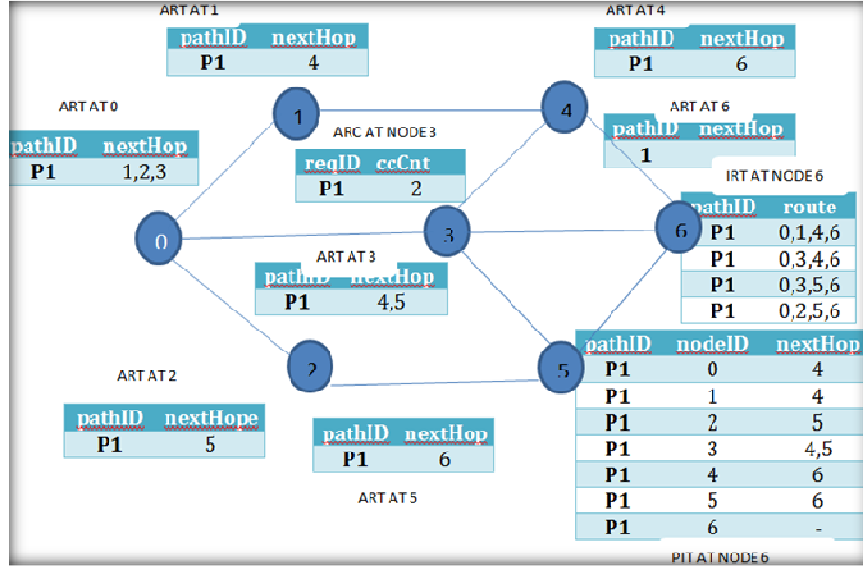 ART AT 1
pathID nextHop
P1 4
ART AT 4
pathID nextHop
P1 6
ART AT 0
pathID nextHop
P1 1,2,3
1
4
ARC AT NODE 3
reqID ccCnt
P1 2
ART AT 6
pathID nextHop
1
IRT AT NODE 6
pathID route
P1 0,1,4,6
P1 0,3,4,6
P1 0,3,5,6
P1 0,2,5,6
0
3
6
ART AT 3
pathID nextHop
P1 4,5
2
5
ART AT 2
pathID nextHope
P1 5
pathID nextHop
P1 6
ART AT 5
pathID nodeID nextHop
P1 0 4
P1 1 4
P1 2 5
P1 3 4,5
P1 4 6
P1 5 6
P1 6 -
PIT AT NODE 6